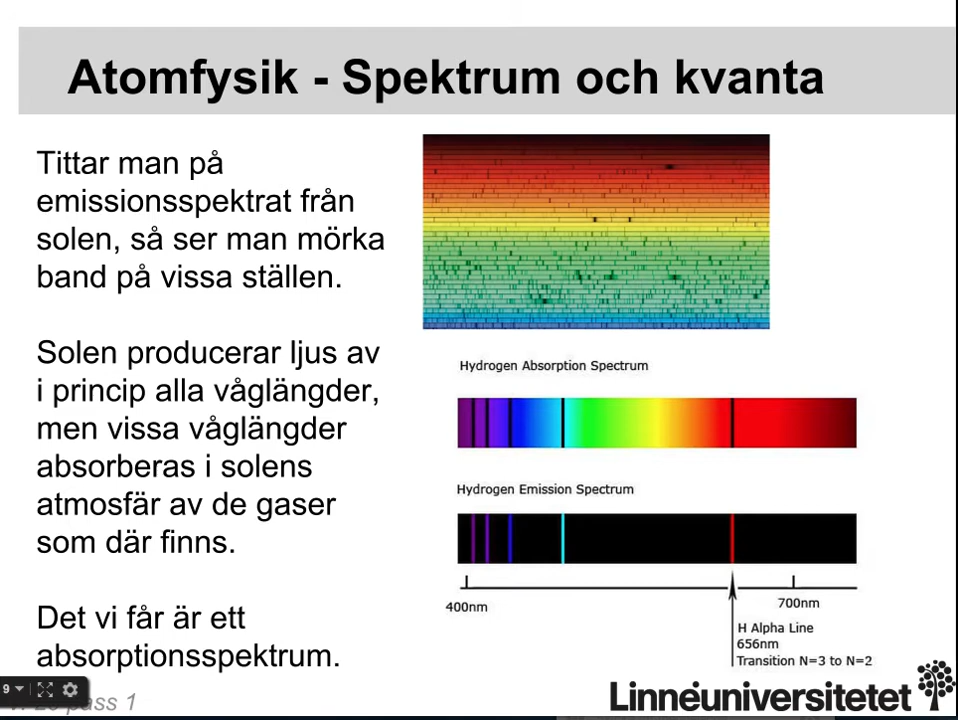 Atomfysik - Spektrum och kvanta
Tittar man på
emissionsspektrat från
solen, så ser man mörka
band på vissa ställen.
Solen producerar ljus av
i princip alla våglängder,
men vissa våglängder
absorberas i solens
atmosfär av de gaser
som där finns.
Det vi får är ett
absorptionsspektrum.
Hydrogen Absorption Spectrum
Hydrogen Emission Spectrum
400nm
700nm
H Alpha Line
656nm
Transition N=3 to N=2
9
pass 1
Linnéuniversitetet